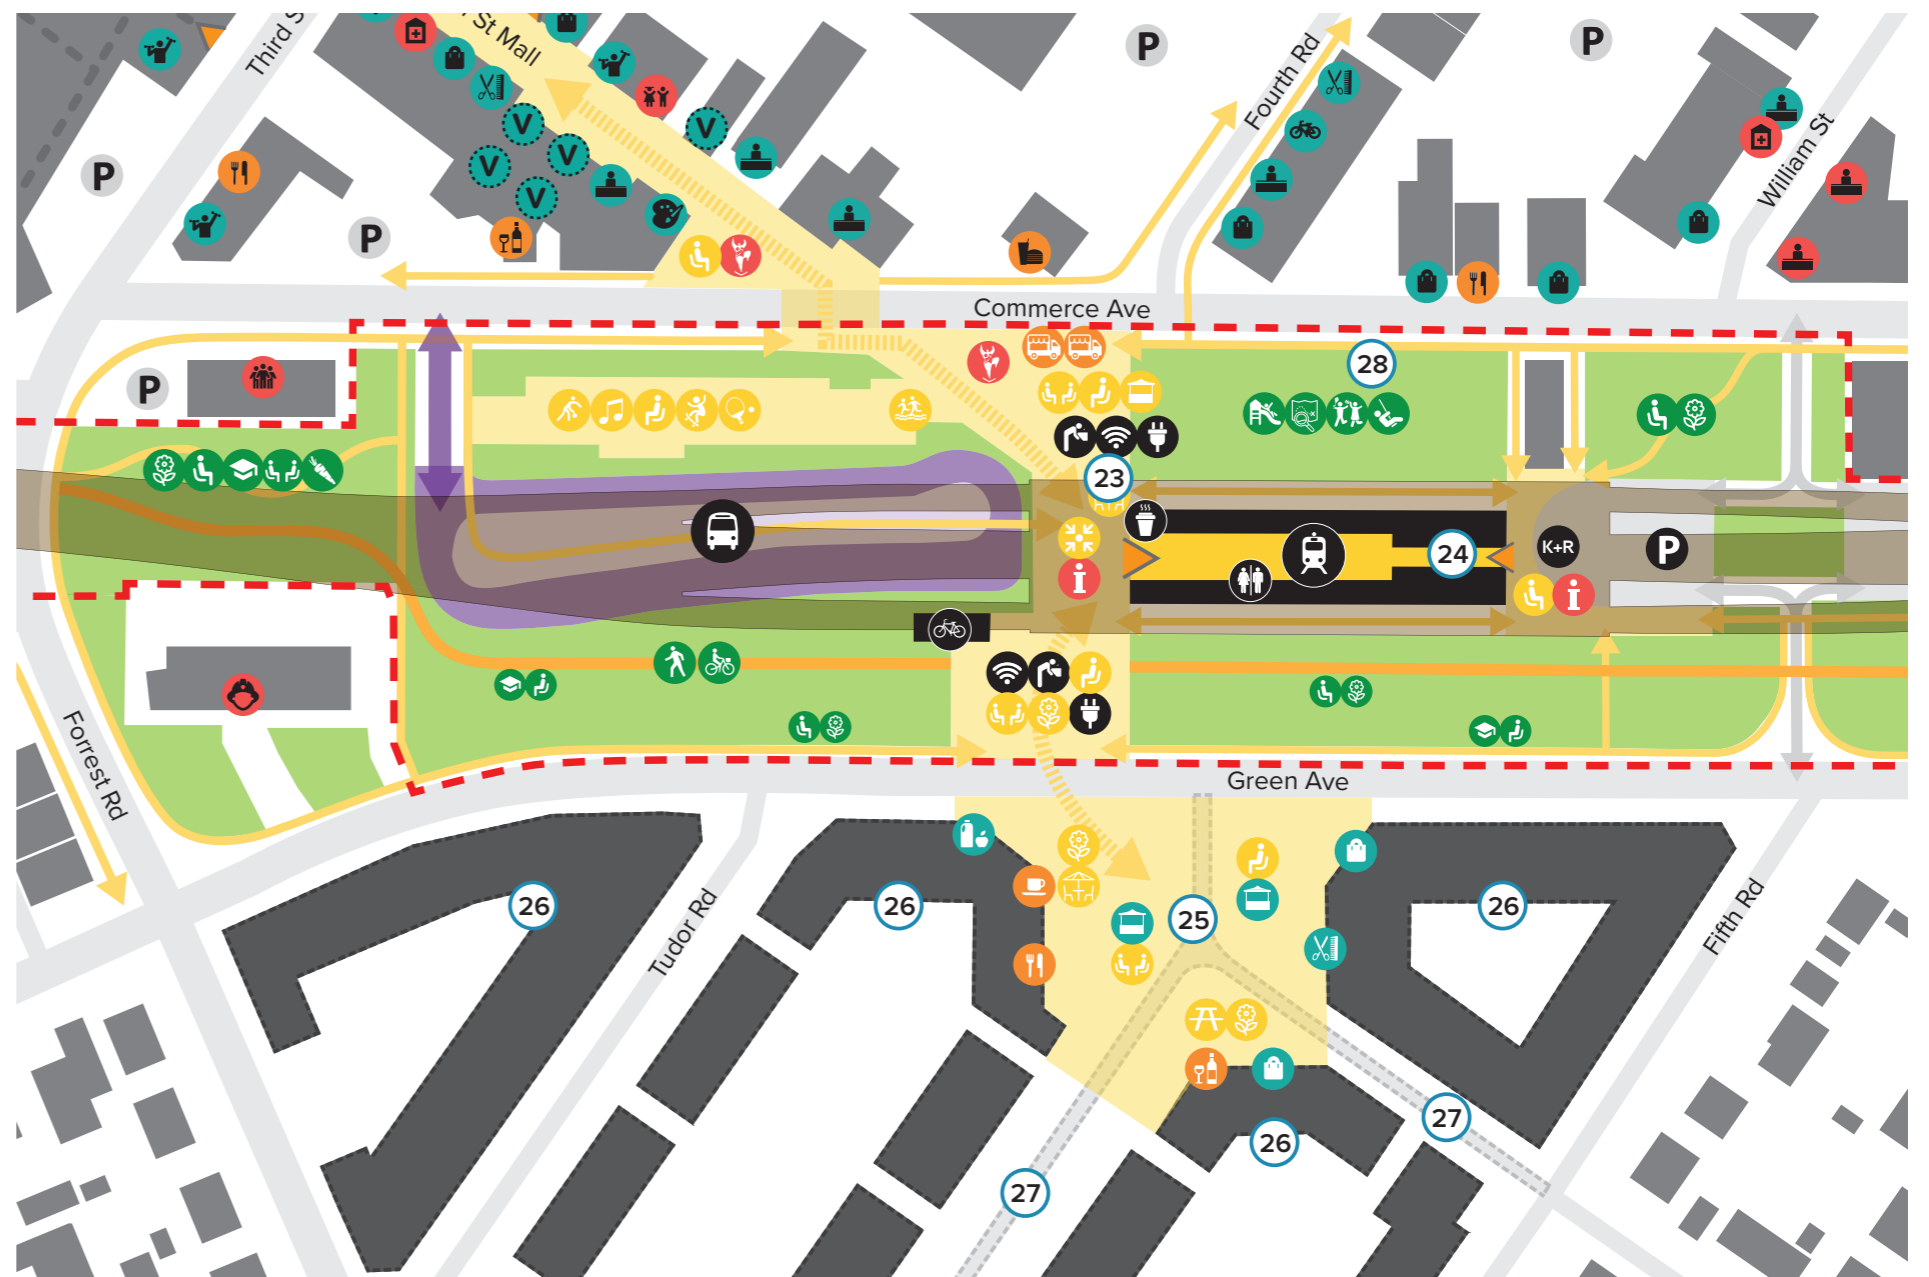 Third S
St Mall
P
Fourth Rd
P
William St
V
V
V
V
V
P
P
Commerce Ave
P
28
23
24
K+R
P
i
i
Green Ave
Forrest Rd
26
Tudor Rd
26
25
26
Fifth Rd
27
26
27